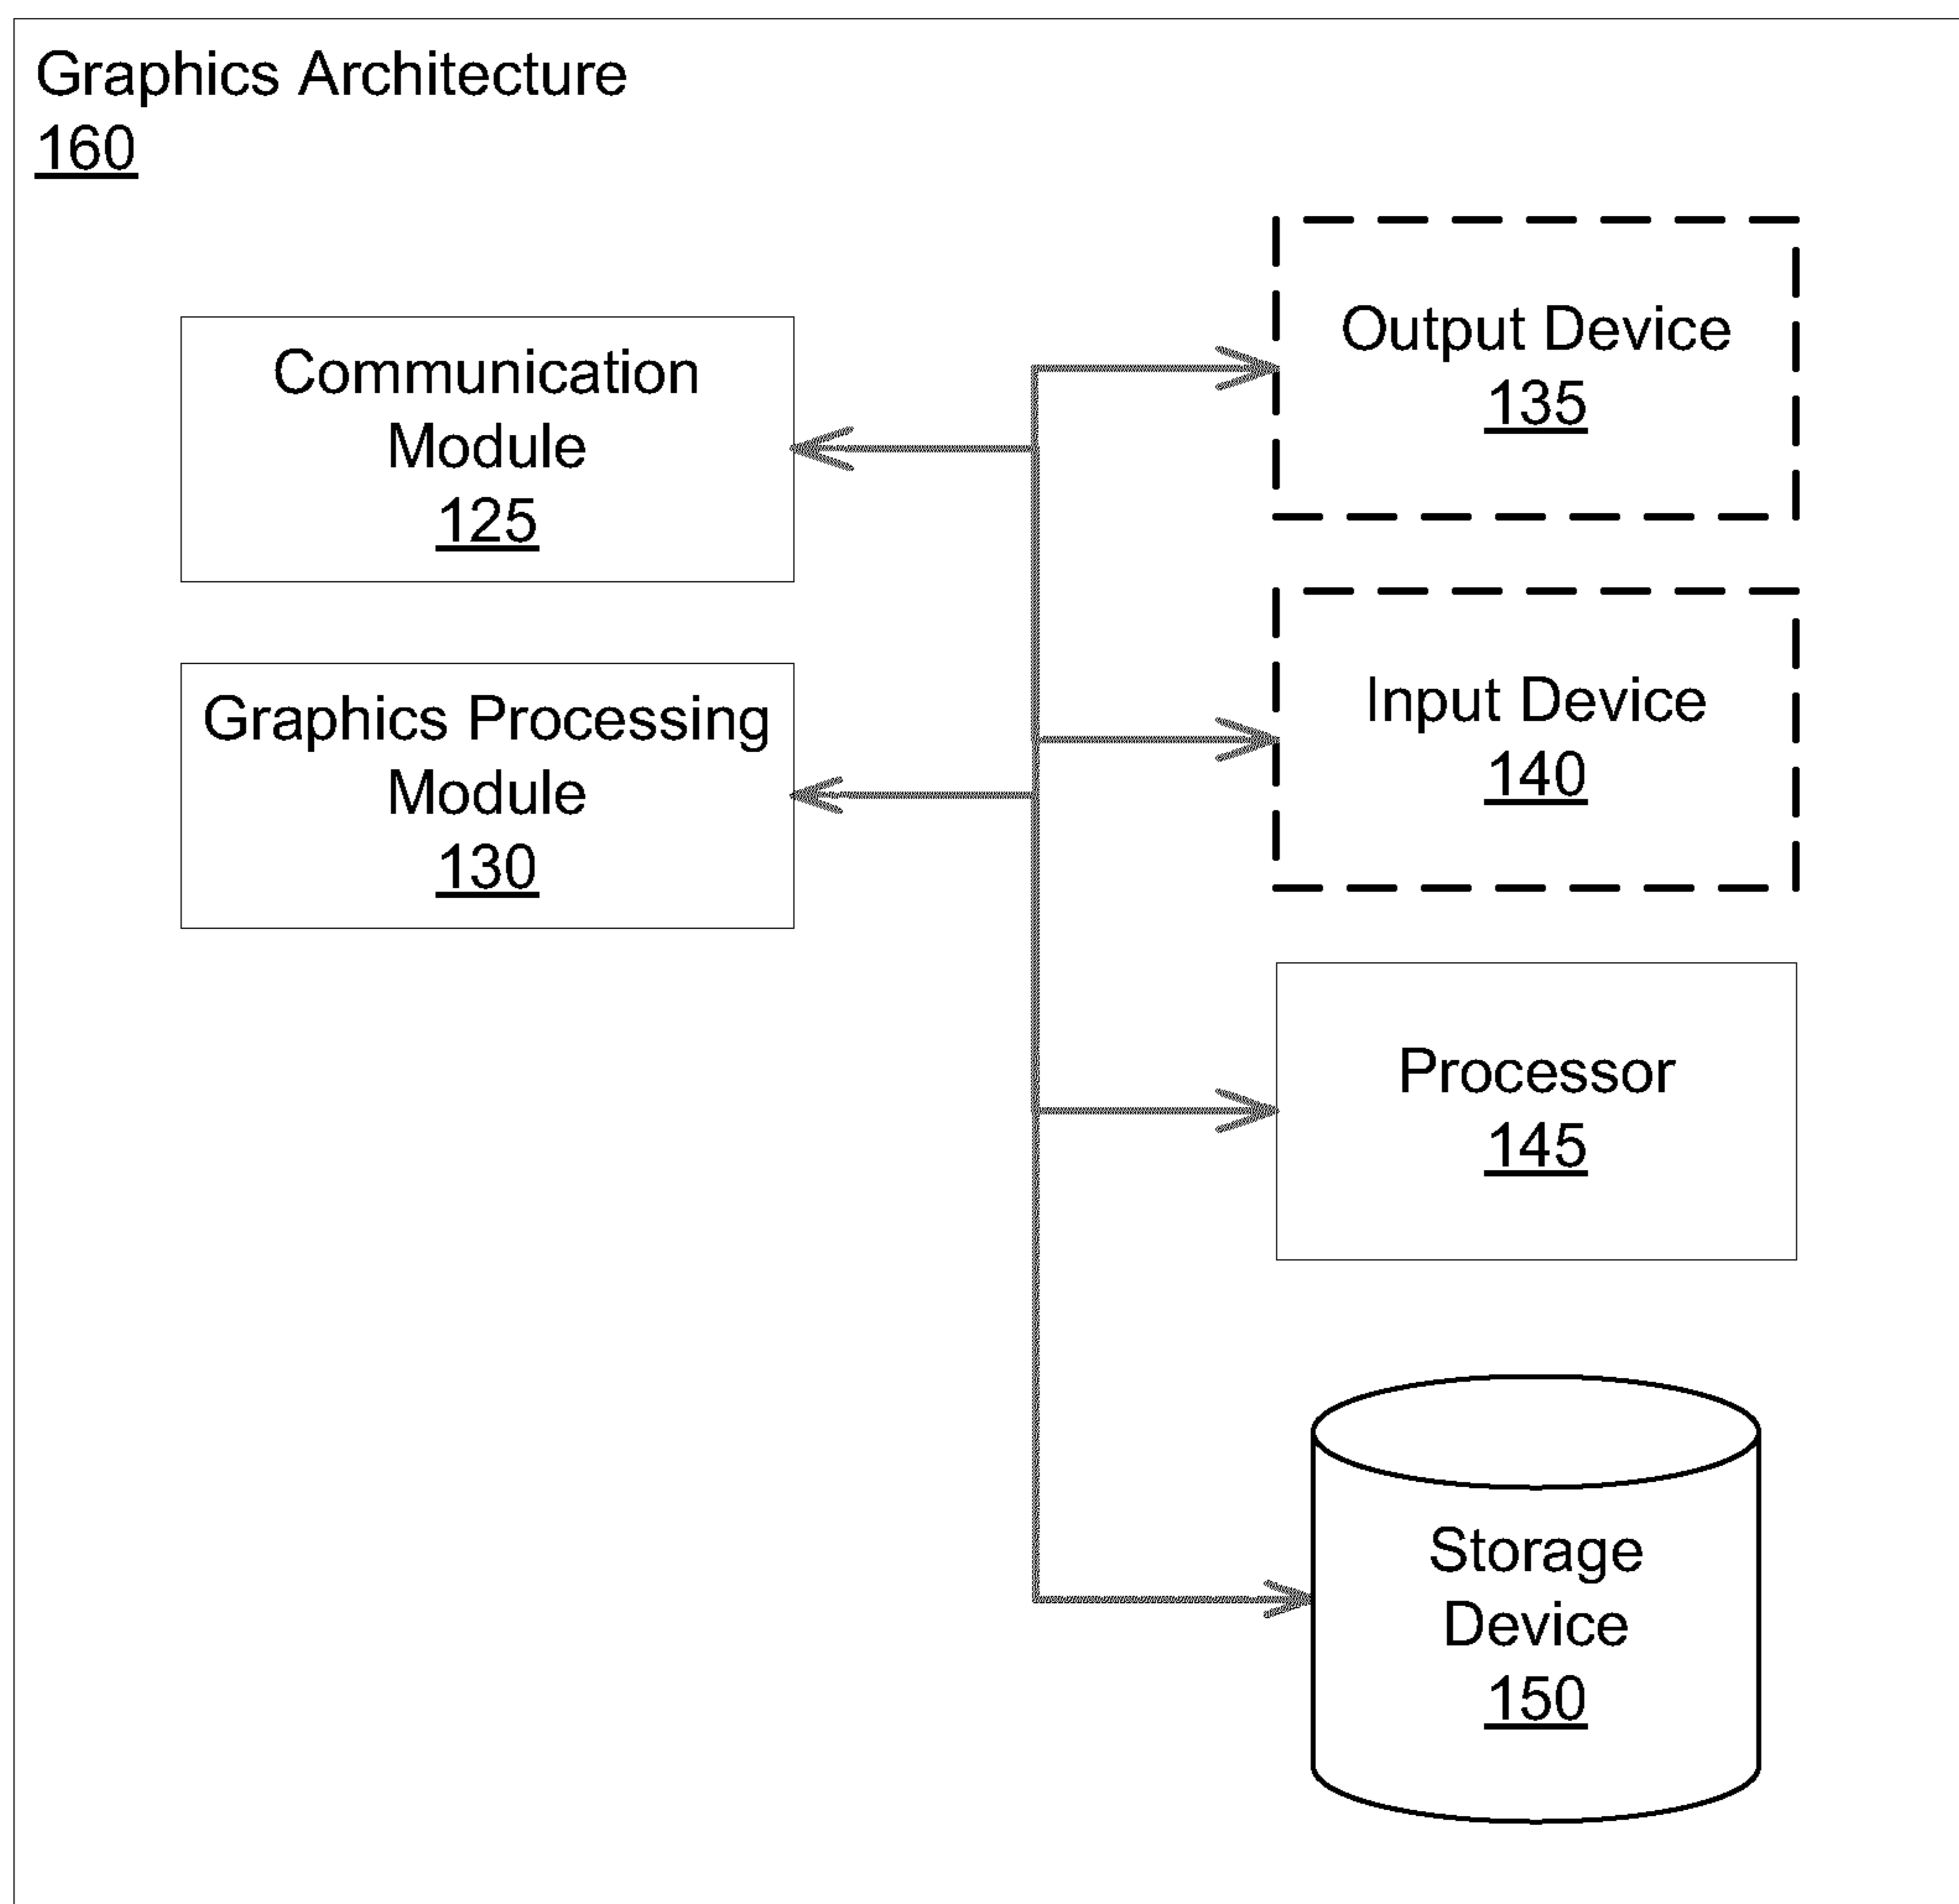 Graphics Architecture
160
Communication
Module
125
Graphics Processing
Module
130
Output Device
135
Input Device
140
Processor
145
Storage
Device
150